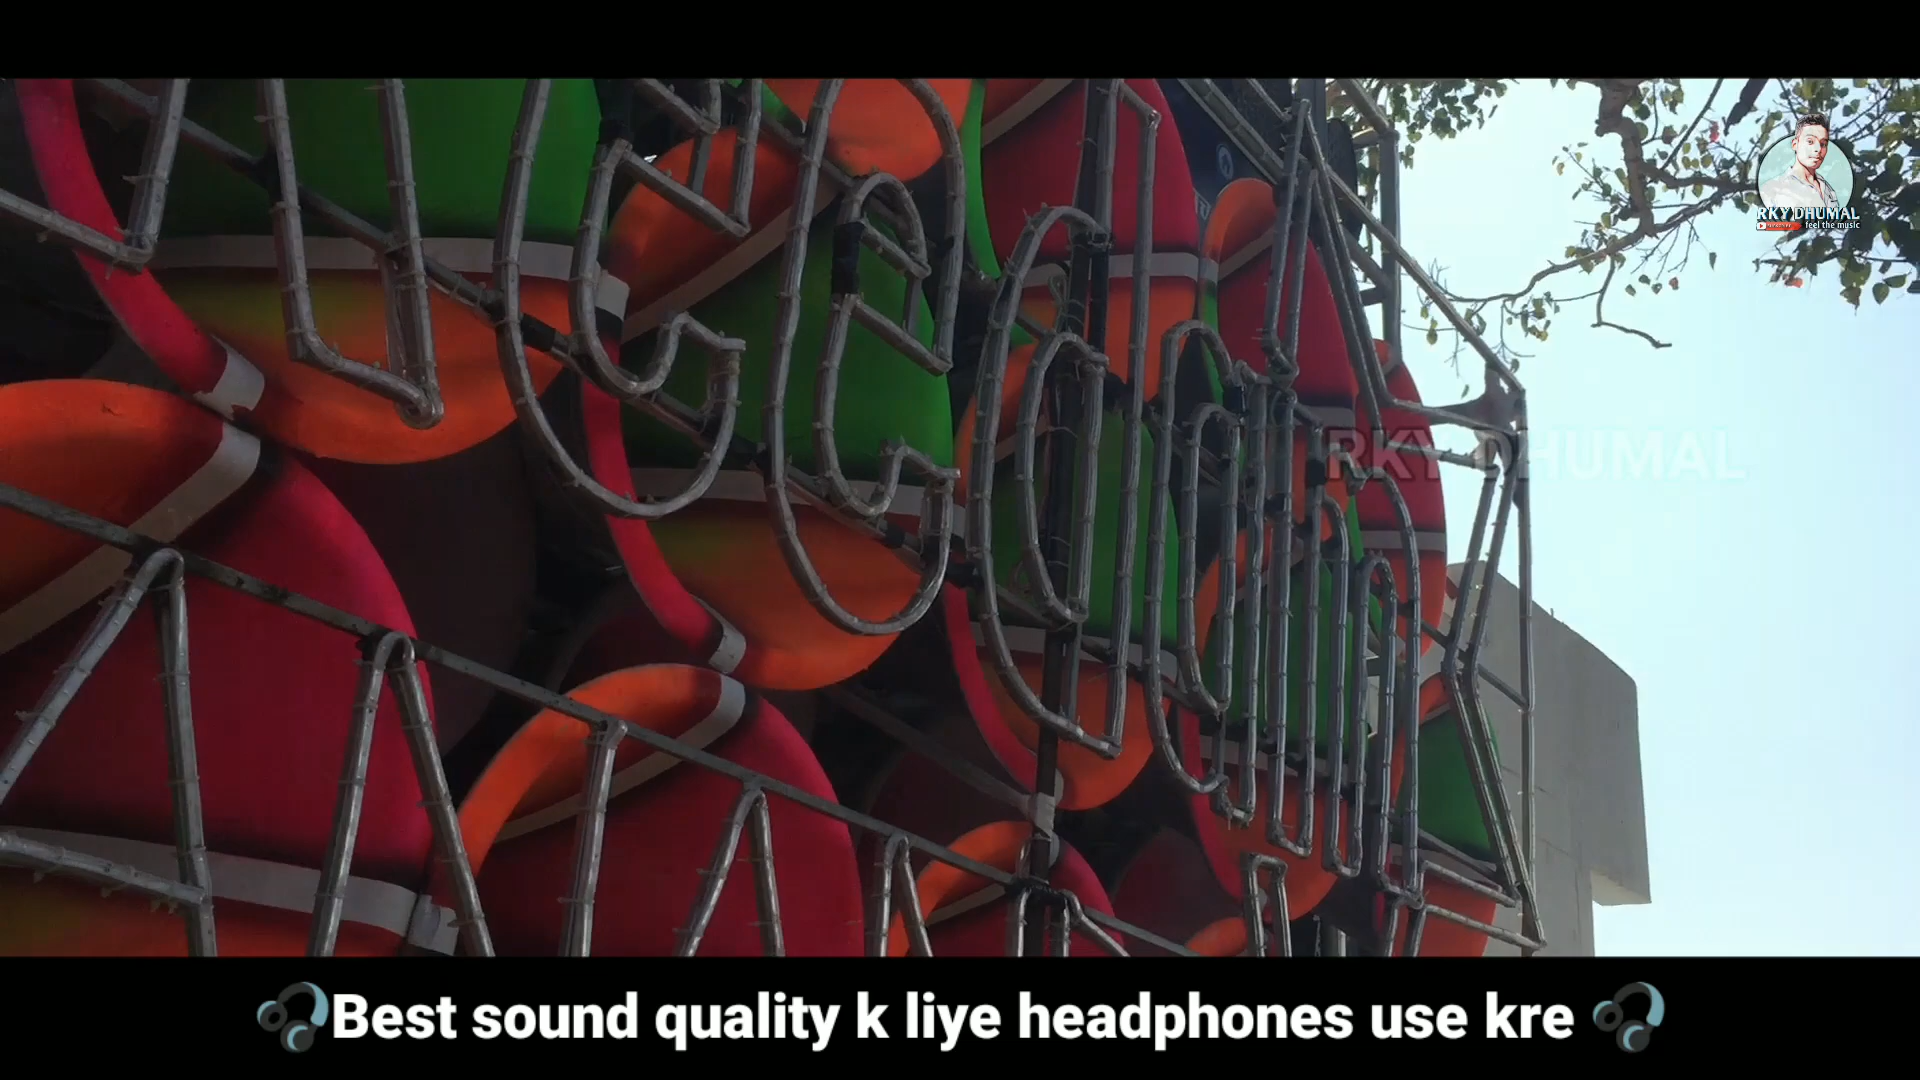 RKY DHUMAL
feel the music
RKY DHUMAL
🎧Best sound quality k liye headphones use kre 🎧